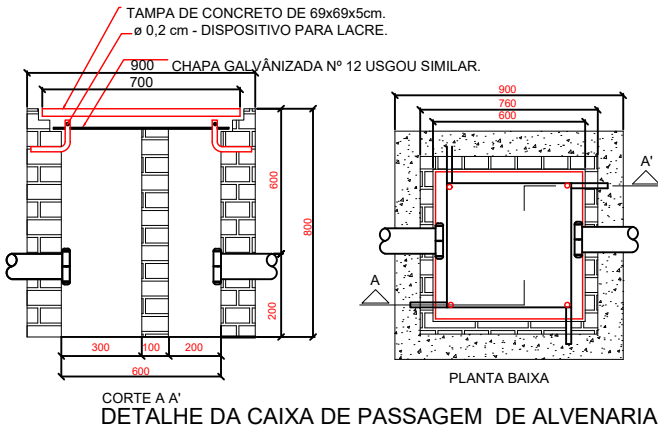 TAMPA DE CONCRETO DE 69x69x5cm.
ø 0,2 cm - DISPOSITIVO PARA LACRE.
900 CHAPA GALVÂNIZADA Nº 12 USGOU SIMILAR.
700
600
800
200
300 100 200
600
CORTE A A'
900
760
600
A'
A
PLANTA BAIXA
DETALHE DA CAIXA DE PASSAGEM DE ALVENARIA